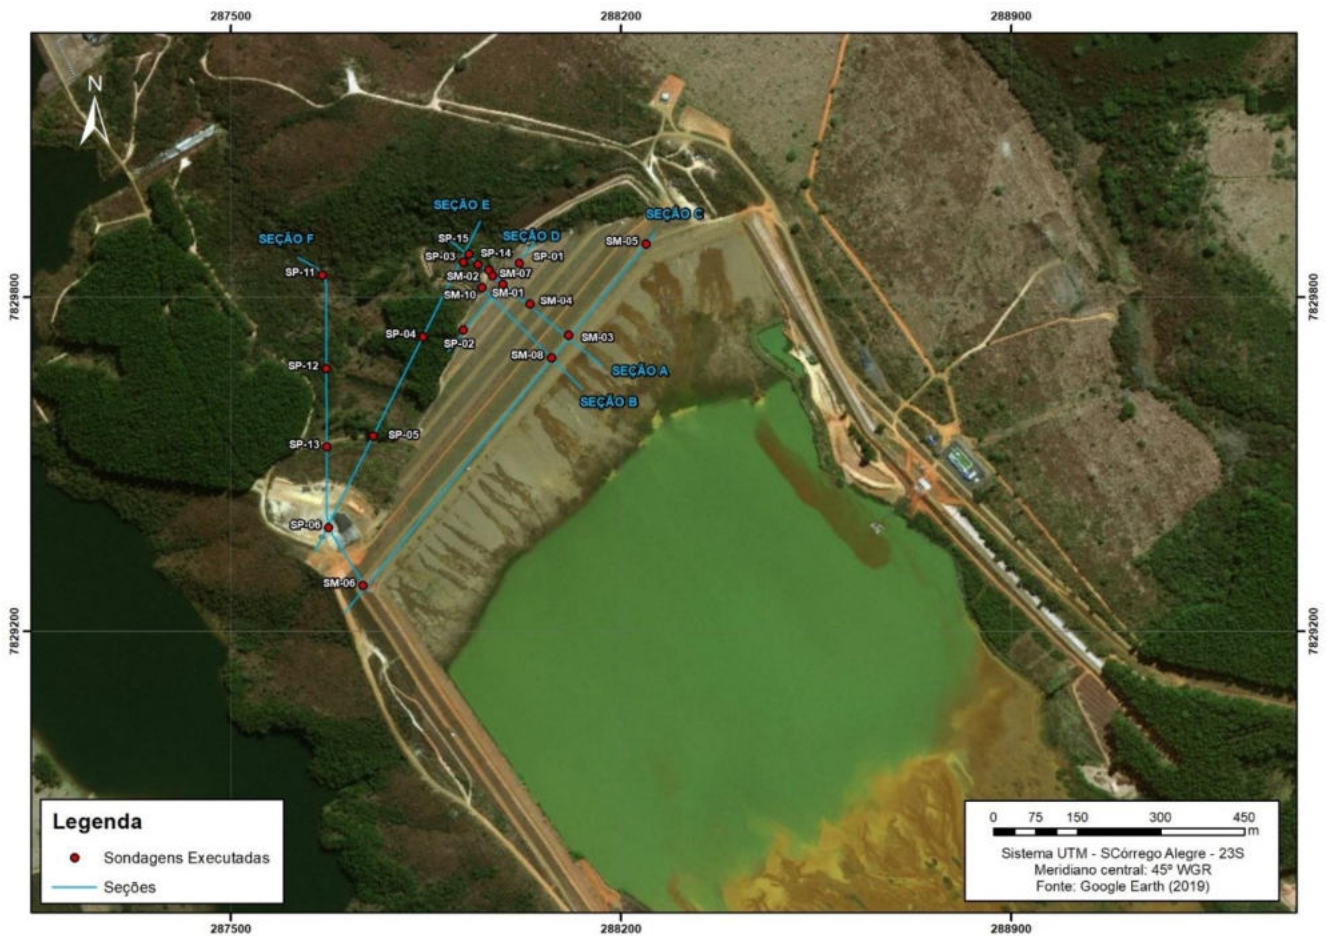 287500
288200
288900
N
SEÇÃO E
SEÇÃO C
SEÇÃO F
SP-15
SEÇÃO D
SM-05
SP-03
SP-14
SP-01
SP-11
SM-02
SM-07
SM-10
SM-01
7829800
SM-04
7829800
SP-04
SP-02
SM-03
SM-08
SP-12
SEÇÃO A
SEÇÃO B
SP-05
SP-13
SP-06
SM-06
7829200
7829200
Legenda
Sondagens Executadas
Seções
0 75 150 300 450
m
Sistema UTM - SCórrego Alegre - 23S
Meridiano central: 45º WGR
Fonte: Google Earth (2019)
287500
288200
288900